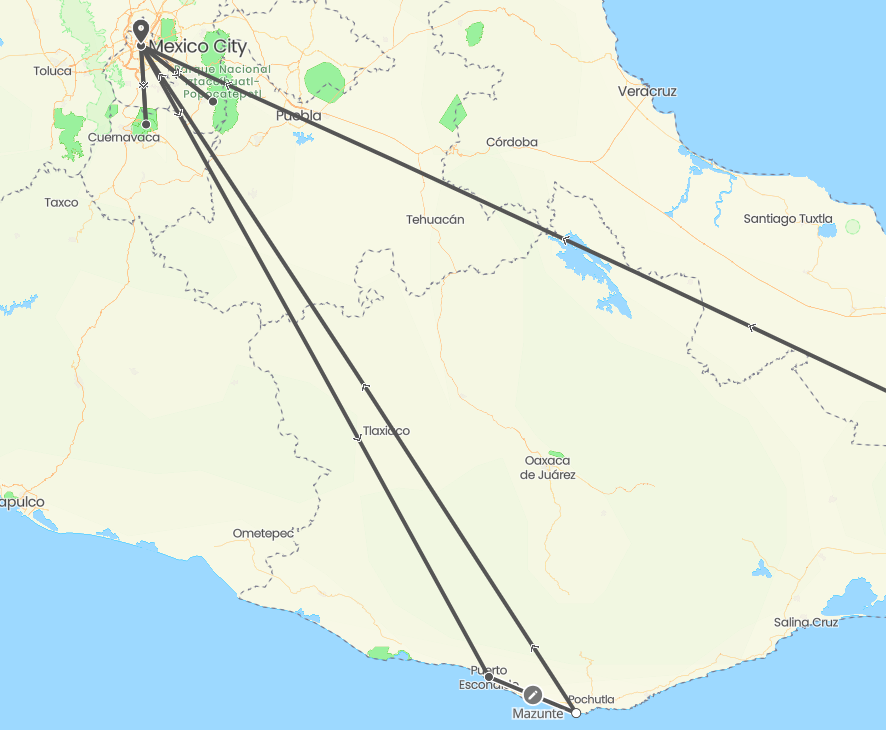 Mexico City
Toluca
Parque Nacional
Iztaccíhuatl-
Popocatépetl
Veracruz
Puebla
Cuernavaca
Córdoba
Taxco
Tehuacán
Santiago Tuxtla
Tlaxiaco
Oaxaca
de Juárez
apulco
Ometepec
Salina Cruz
Puerto
Escondido
Pochutla
Mazunte